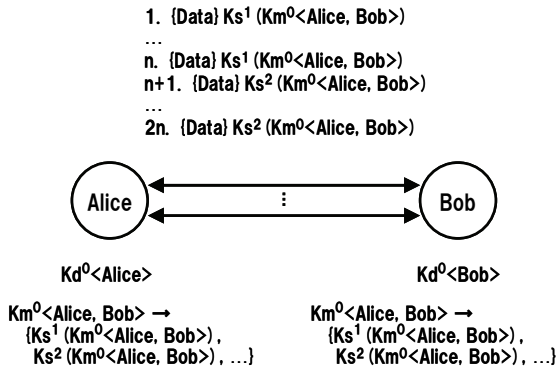 1. {Data} Ks¹ (Km⁰<Alice, Bob>)
...
n. {Data} Ks¹ (Km⁰<Alice, Bob>)
n+1. {Data} Ks² (Km⁰<Alice, Bob>)
...
2n. {Data} Ks² (Km⁰<Alice, Bob>)
Alice
⋮
Bob
Kd⁰<Alice>
Kd⁰<Bob>
Km⁰<Alice, Bob> →
{Ks¹ (Km⁰<Alice, Bob>),
Ks² (Km⁰<Alice, Bob>), ...}
Km⁰<Alice, Bob> →
{Ks¹ (Km⁰<Alice, Bob>),
Ks² (Km⁰<Alice, Bob>), ...}